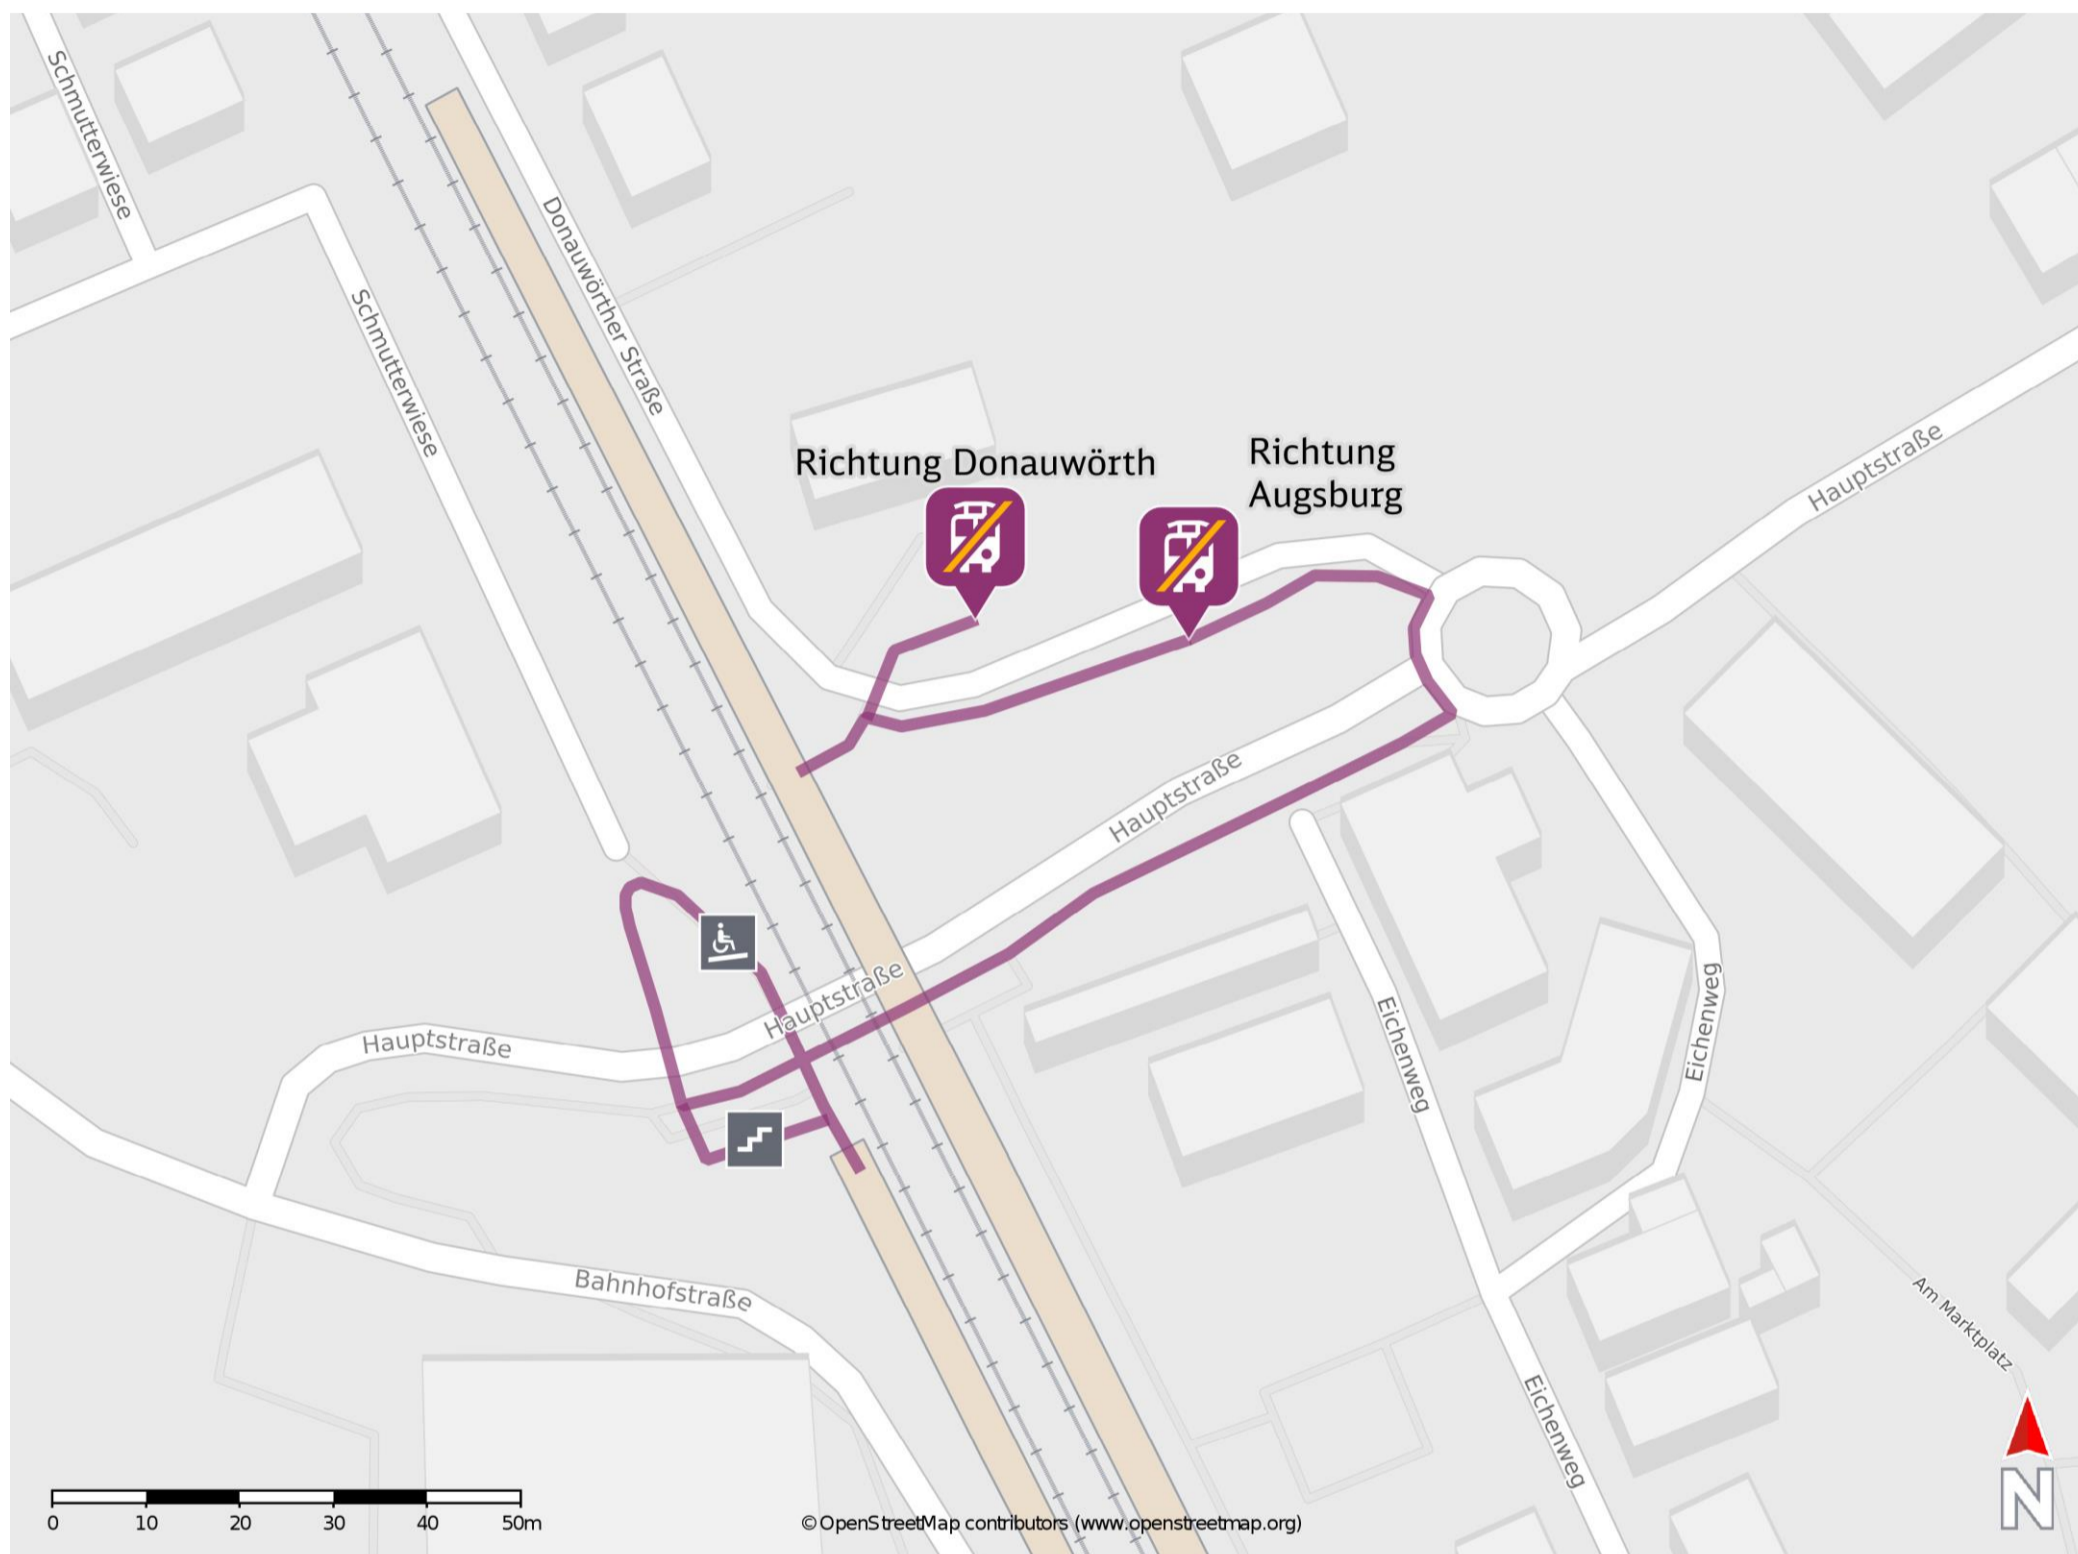 Schmutterwiese
Donauwörther Straße
Schmutterwiese
Richtung Donauwörth
Richtung
Augsburg
Hauptstraße
Hauptstraße
Hauptstraße
Hauptstraße
Eichenweg
Eichenweg
Bahnhofstraße
Am Marktplatz
Eichenweg
0 10 20 30 40 50m
©OpenStreetMap contributors (www.openstreetmap.org)
N